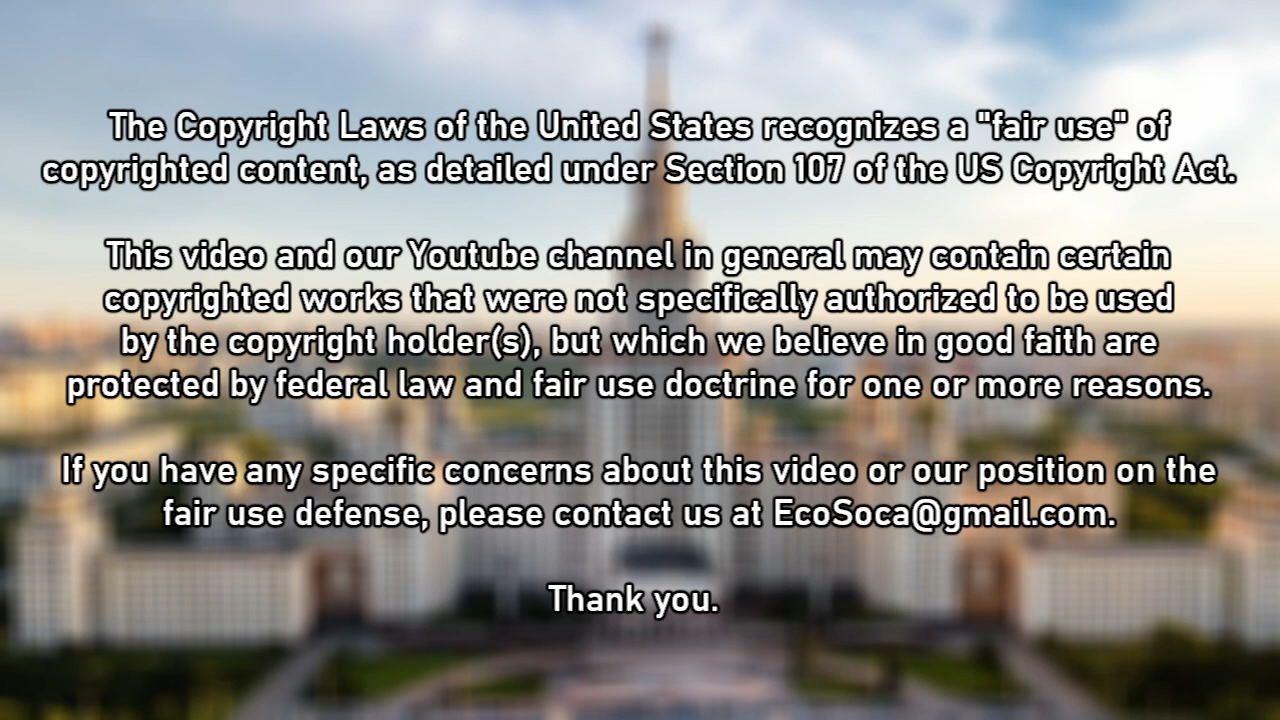 The Copyright Laws of the United States recognizes a "fair use" of
copyrighted content, as detailed under Section 107 of the US Copyright Act.
This video and our Youtube channel in general may contain certain
copyrighted works that were not specifically authorized to be used
by the copyright holder(s), but which we believe in good faith are
protected by federal law and fair use doctrine for one or more reasons.
If you have any specific concerns about this video or our position on the
fair use defense, please contact us at EcoSoca@gmail.com.
Thank you.